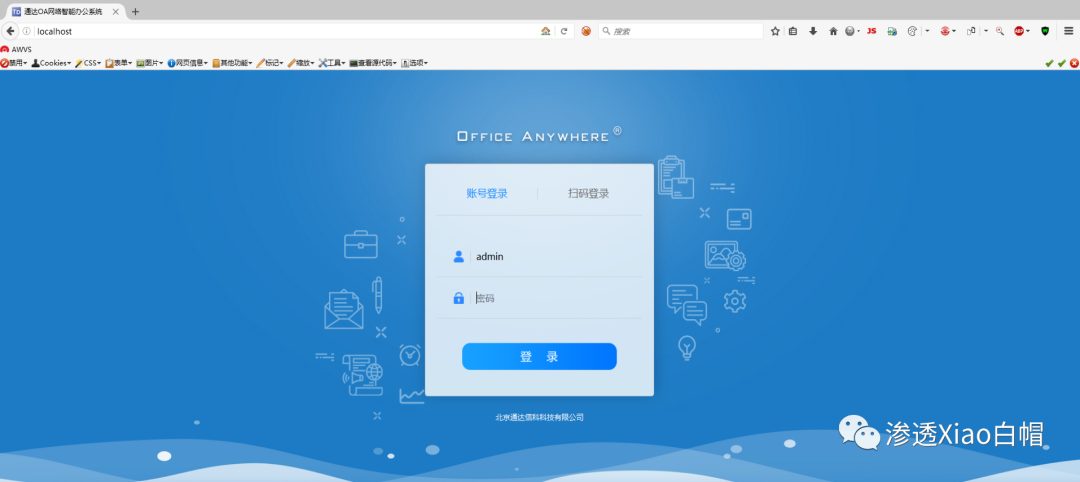 通达OA网络智能办公系统
localhost
搜索
JS
ABP
AWVS
禁用 Cookies CSS 表单 图片 网页信息 其他功能 标记 缩放 工具 查看源代码 选项
OFFICE ANYWHERE®
账号登录 扫码登录
admin
密码
登 录
北京通达信科科技有限公司
渗透Xiao白帽